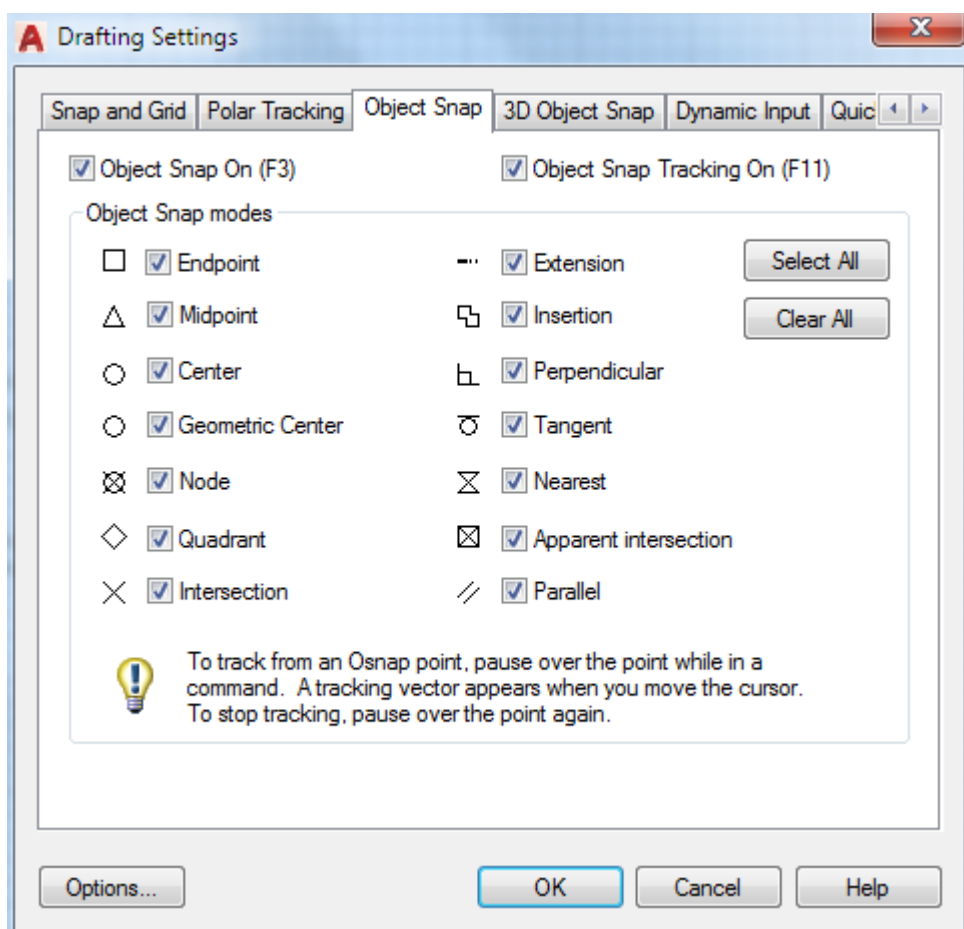 Drafting Settings
Snap and Grid Polar Tracking Object Snap 3D Object Snap Dynamic Input Quic
Object Snap On (F3) Object Snap Tracking On (F11)
Object Snap modes
Endpoint Extension Select All
Midpoint Insertion Clear All
Center Perpendicular
Geometric Center Tangent
Node Nearest
Quadrant Apparent intersection
Intersection Parallel
To track from an Osnap point, pause over the point while in a
command. A tracking vector appears when you move the cursor.
To stop tracking, pause over the point again.
Options... OK Cancel Help